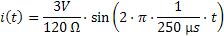 i(t) = 3V/120 Ω · sin(2 · π · 1/250 µs · t)